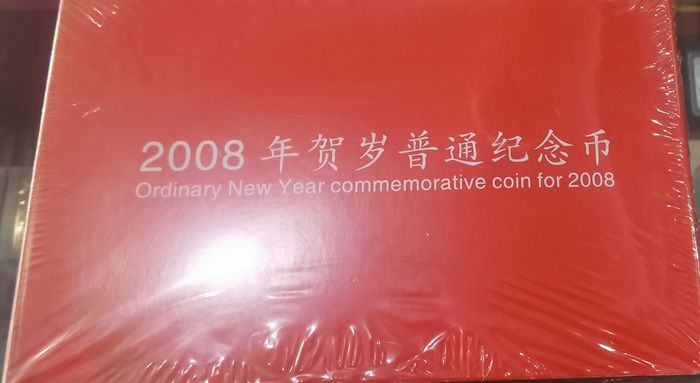 2008 年贺岁普通纪念币
Ordinary New Year commemorative coin for 2008